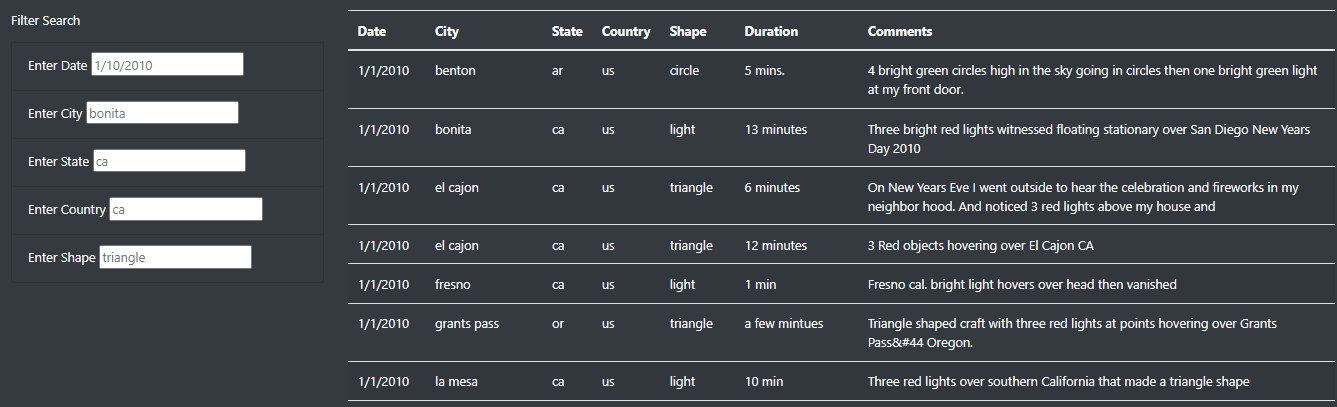 Filter Search
Enter Date 1/10/2010
Enter City bonita
Enter State ca
Enter Country ca
Enter Shape triangle
Date City State Country Shape Duration Comments
1/1/2010 benton ar us circle 5 mins. 4 bright green circles high in the sky going in circles then one bright green light
at my front door.
1/1/2010 bonita ca us light 13 minutes Three bright red lights witnessed floating stationary over San Diego New Years
Day 2010
1/1/2010 el cajon ca us triangle 6 minutes On New Years Eve I went outside to hear the celebration and fireworks in my
neighbor hood. And noticed 3 red lights above my house and
1/1/2010 el cajon ca us triangle 12 minutes 3 Red objects hovering over El Cajon CA
1/1/2010 fresno ca us light 1 min Fresno cal. bright light hovers over head then vanished
1/1/2010 grants pass or us triangle a few mintues Triangle shaped craft with three red lights at points hovering over Grants
Pass&#44 Oregon.
1/1/2010 la mesa ca us light 10 min Three red lights over southern California that made a triangle shape